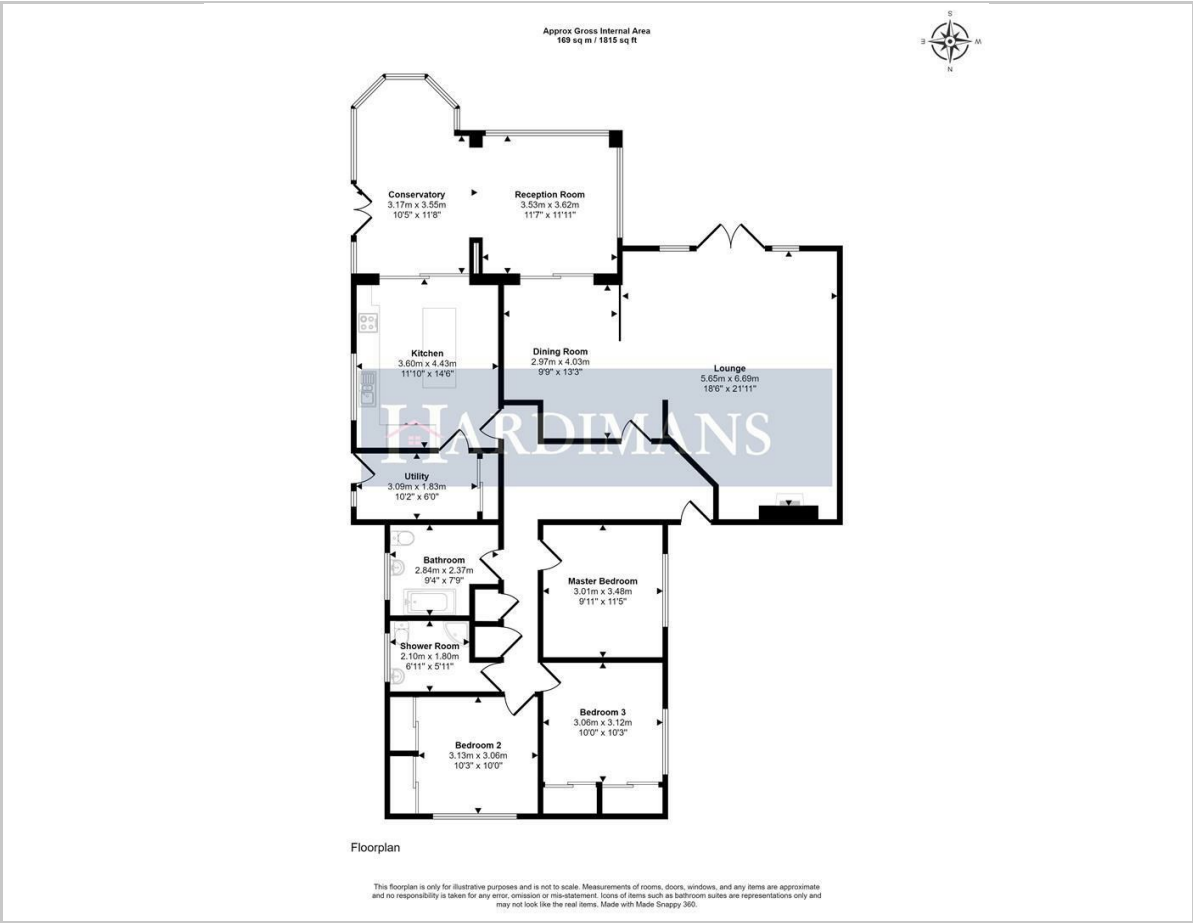 Approx Gross Internal Area
169 sq m / 1815 sq ft
S
E
W
N
Conservatory
3.17m x 3.55m
10'5" x 11'8"
Reception Room
3.53m x 3.62m
11'7" x 11'11"
Kitchen
3.60m x 4.43m
11'10" x 14'6"
Dining Room
2.97m x 4.03m
9'9" x 13'3"
Lounge
5.65m x 6.69m
18'6" x 21'11"
HARDIMANS
Utility
3.09m x 1.83m
10'2" x 6'0"
Bathroom
2.84m x 2.37m
9'4" x 7'9"
Master Bedroom
3.01m x 3.48m
9'11" x 11'5"
Shower Room
2.10m x 1.80m
6'11" x 5'11"
Bedroom 3
3.06m x 3.12m
10'0" x 10'3"
Bedroom 2
3.13m x 3.06m
10'3" x 10'0"
Floorplan
This floorplan is only for illustrative purposes and is not to scale. Measurements of rooms, doors, windows, and any items are approximate
and no responsibility is taken for any error, omission or mis-statement. Icons of items such as bathroom suites are representations only and
may not look like the real items. Made with Made Snappy 360.